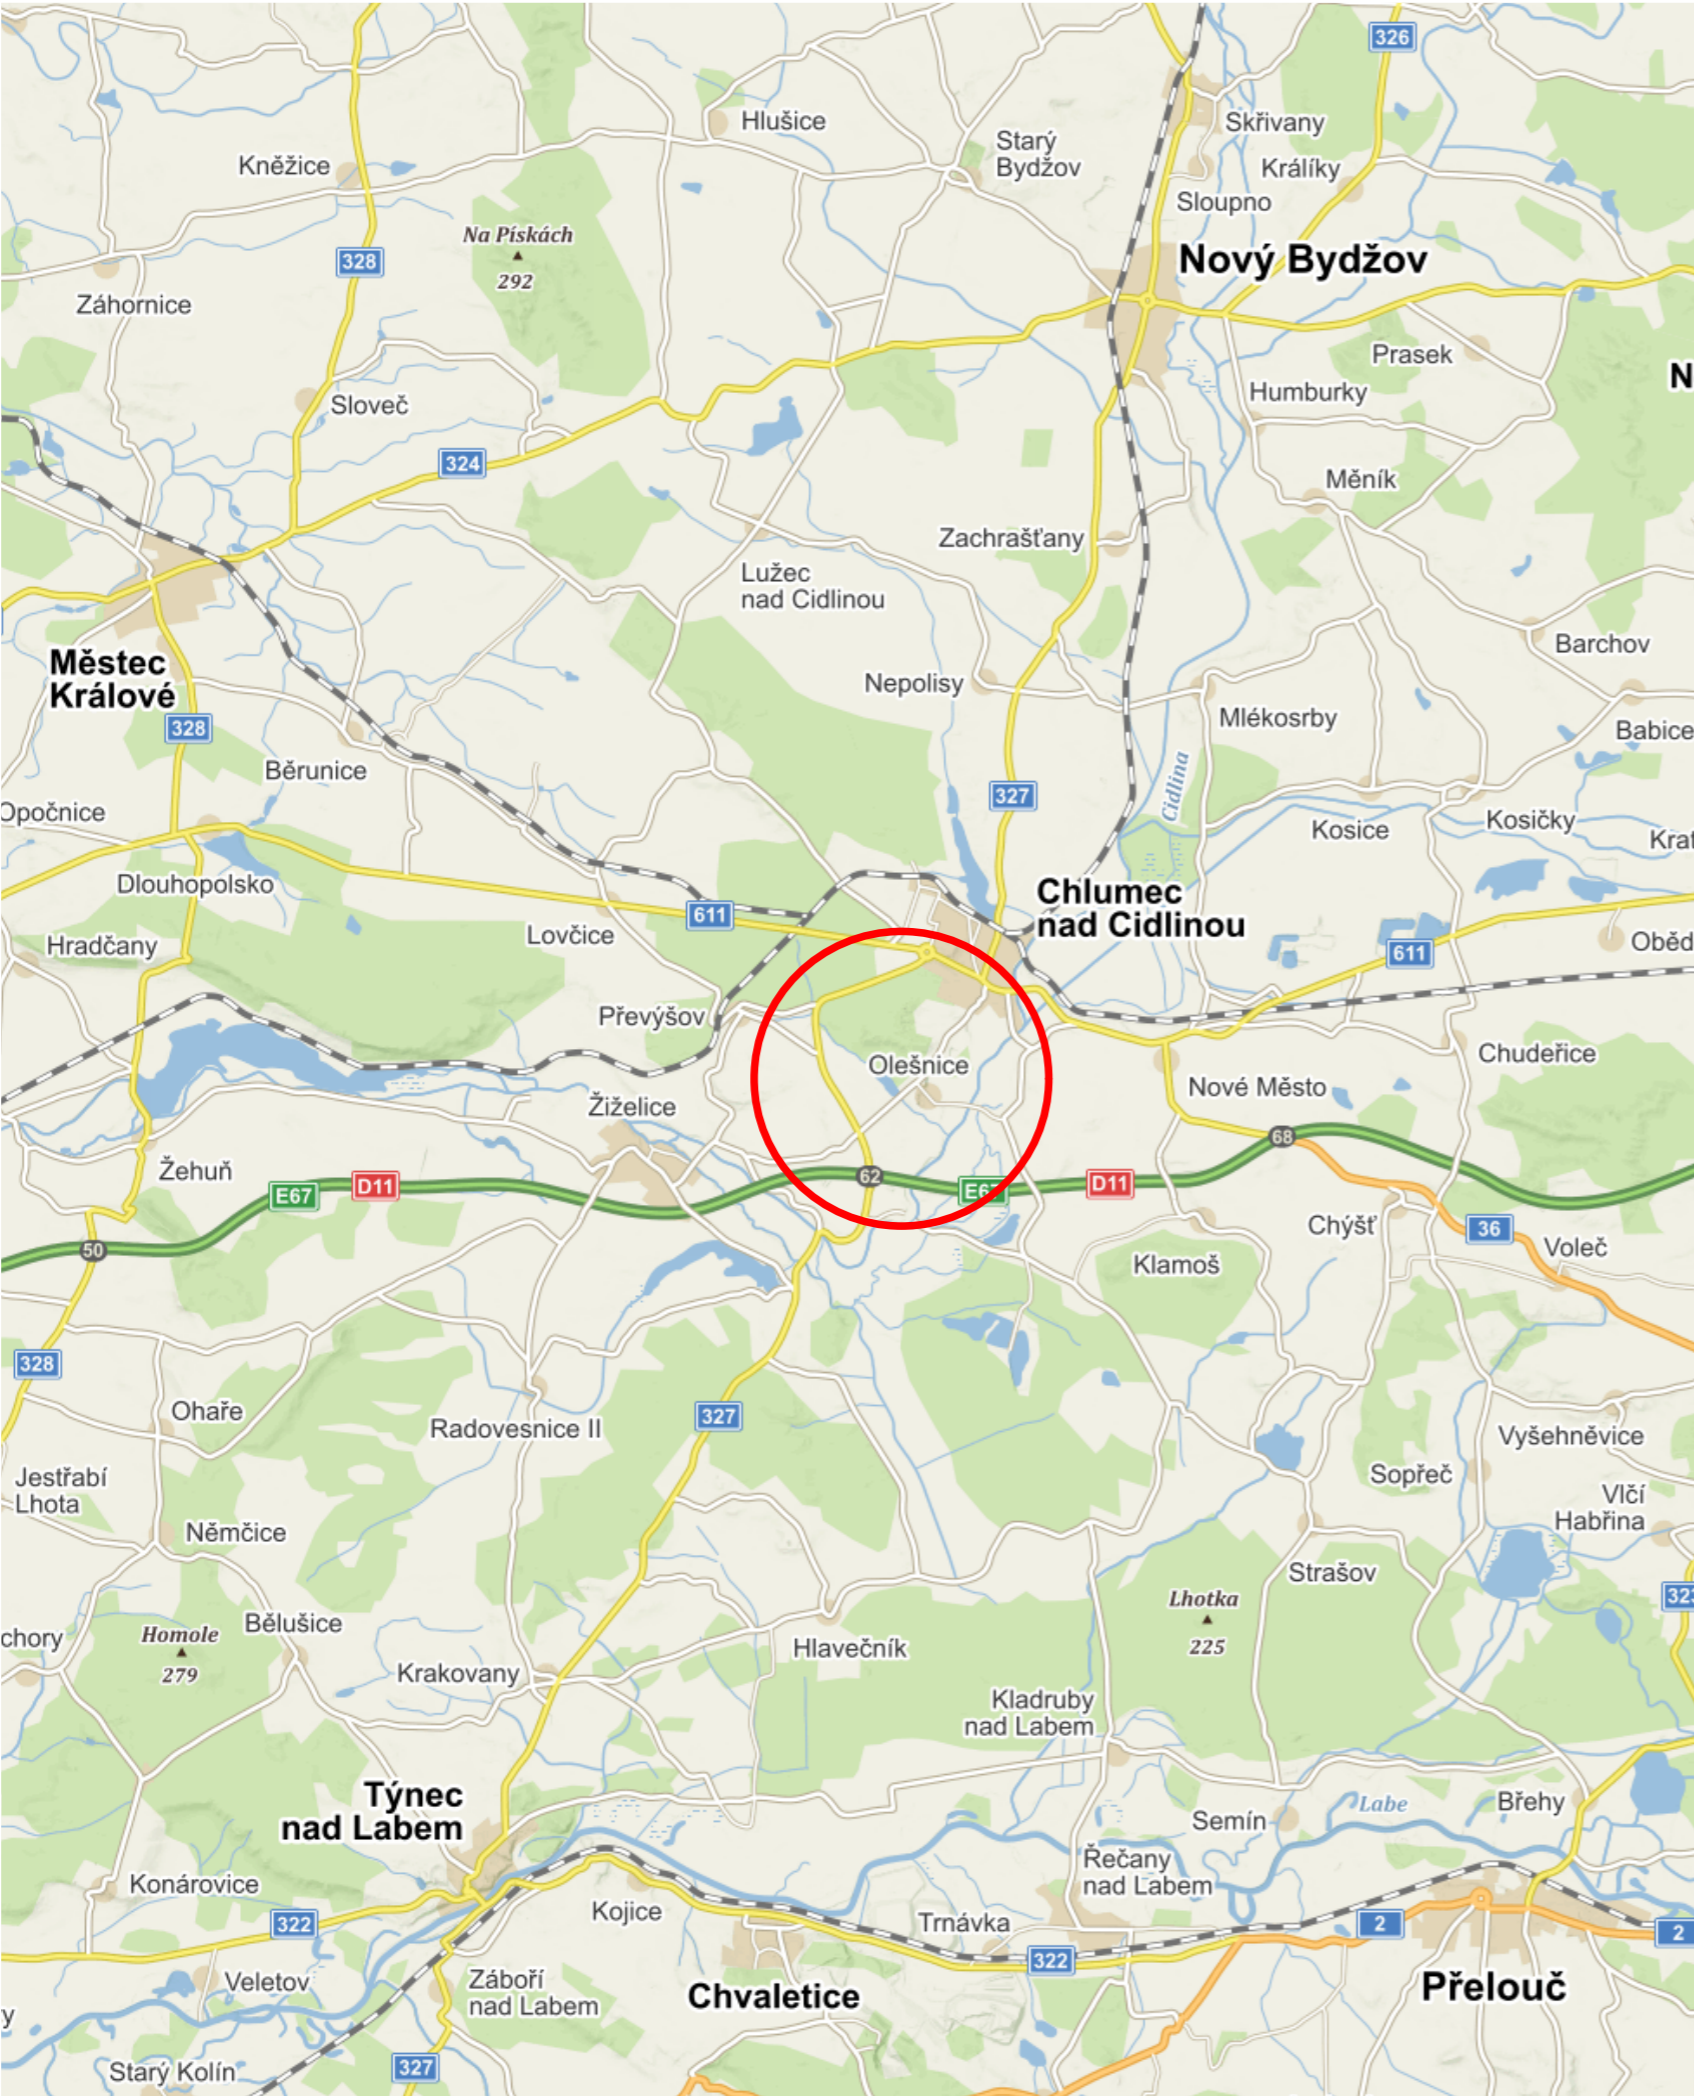 326
Hlušice
Skřivany
Starý
Bydžov
Kněžice
Králíky
Sloupno
Na Pískách
292
328
Nový Bydžov
Záhornice
Prasek
N
Humburky
Sloveč
324
Měník
Zachrašťany
Lužec
nad Cidlinou
Barchov
Městec
Králové
Nepolisy
328
Mlékosrby
Babice
Běrunice
Cidlina
327
Opočnice
Kosice
Kosičky
Krat
Dlouhopolsko
Chlumec
nad Cidlinou
611
Lovčice
Hradčany
611
Oběd
Převýšov
Olešnice
Chudeřice
Nové Město
Žiželice
68
Žehuň
62
E67
D11
E67
D11
Chýšť
36
Voleč
50
Klamoš
328
Ohaře
327
Radovesnice II
Vyšehněvice
Jestřabí
Lhota
Sopřeč
Vlčí
Habřina
Němčice
Strašov
323
Lhotka
225
Bělušice
chory
Homole
279
Hlavečník
Krakovany
Kladruby
nad Labem
Týnec
nad Labem
Labe
Břehy
Semín
Řečany
nad Labem
Konárovice
Kojice
322
Trnávka
2
2
322
Veletov
Záboří
nad Labem
Chvaletice
Přelouč
y
Starý Kolín
327